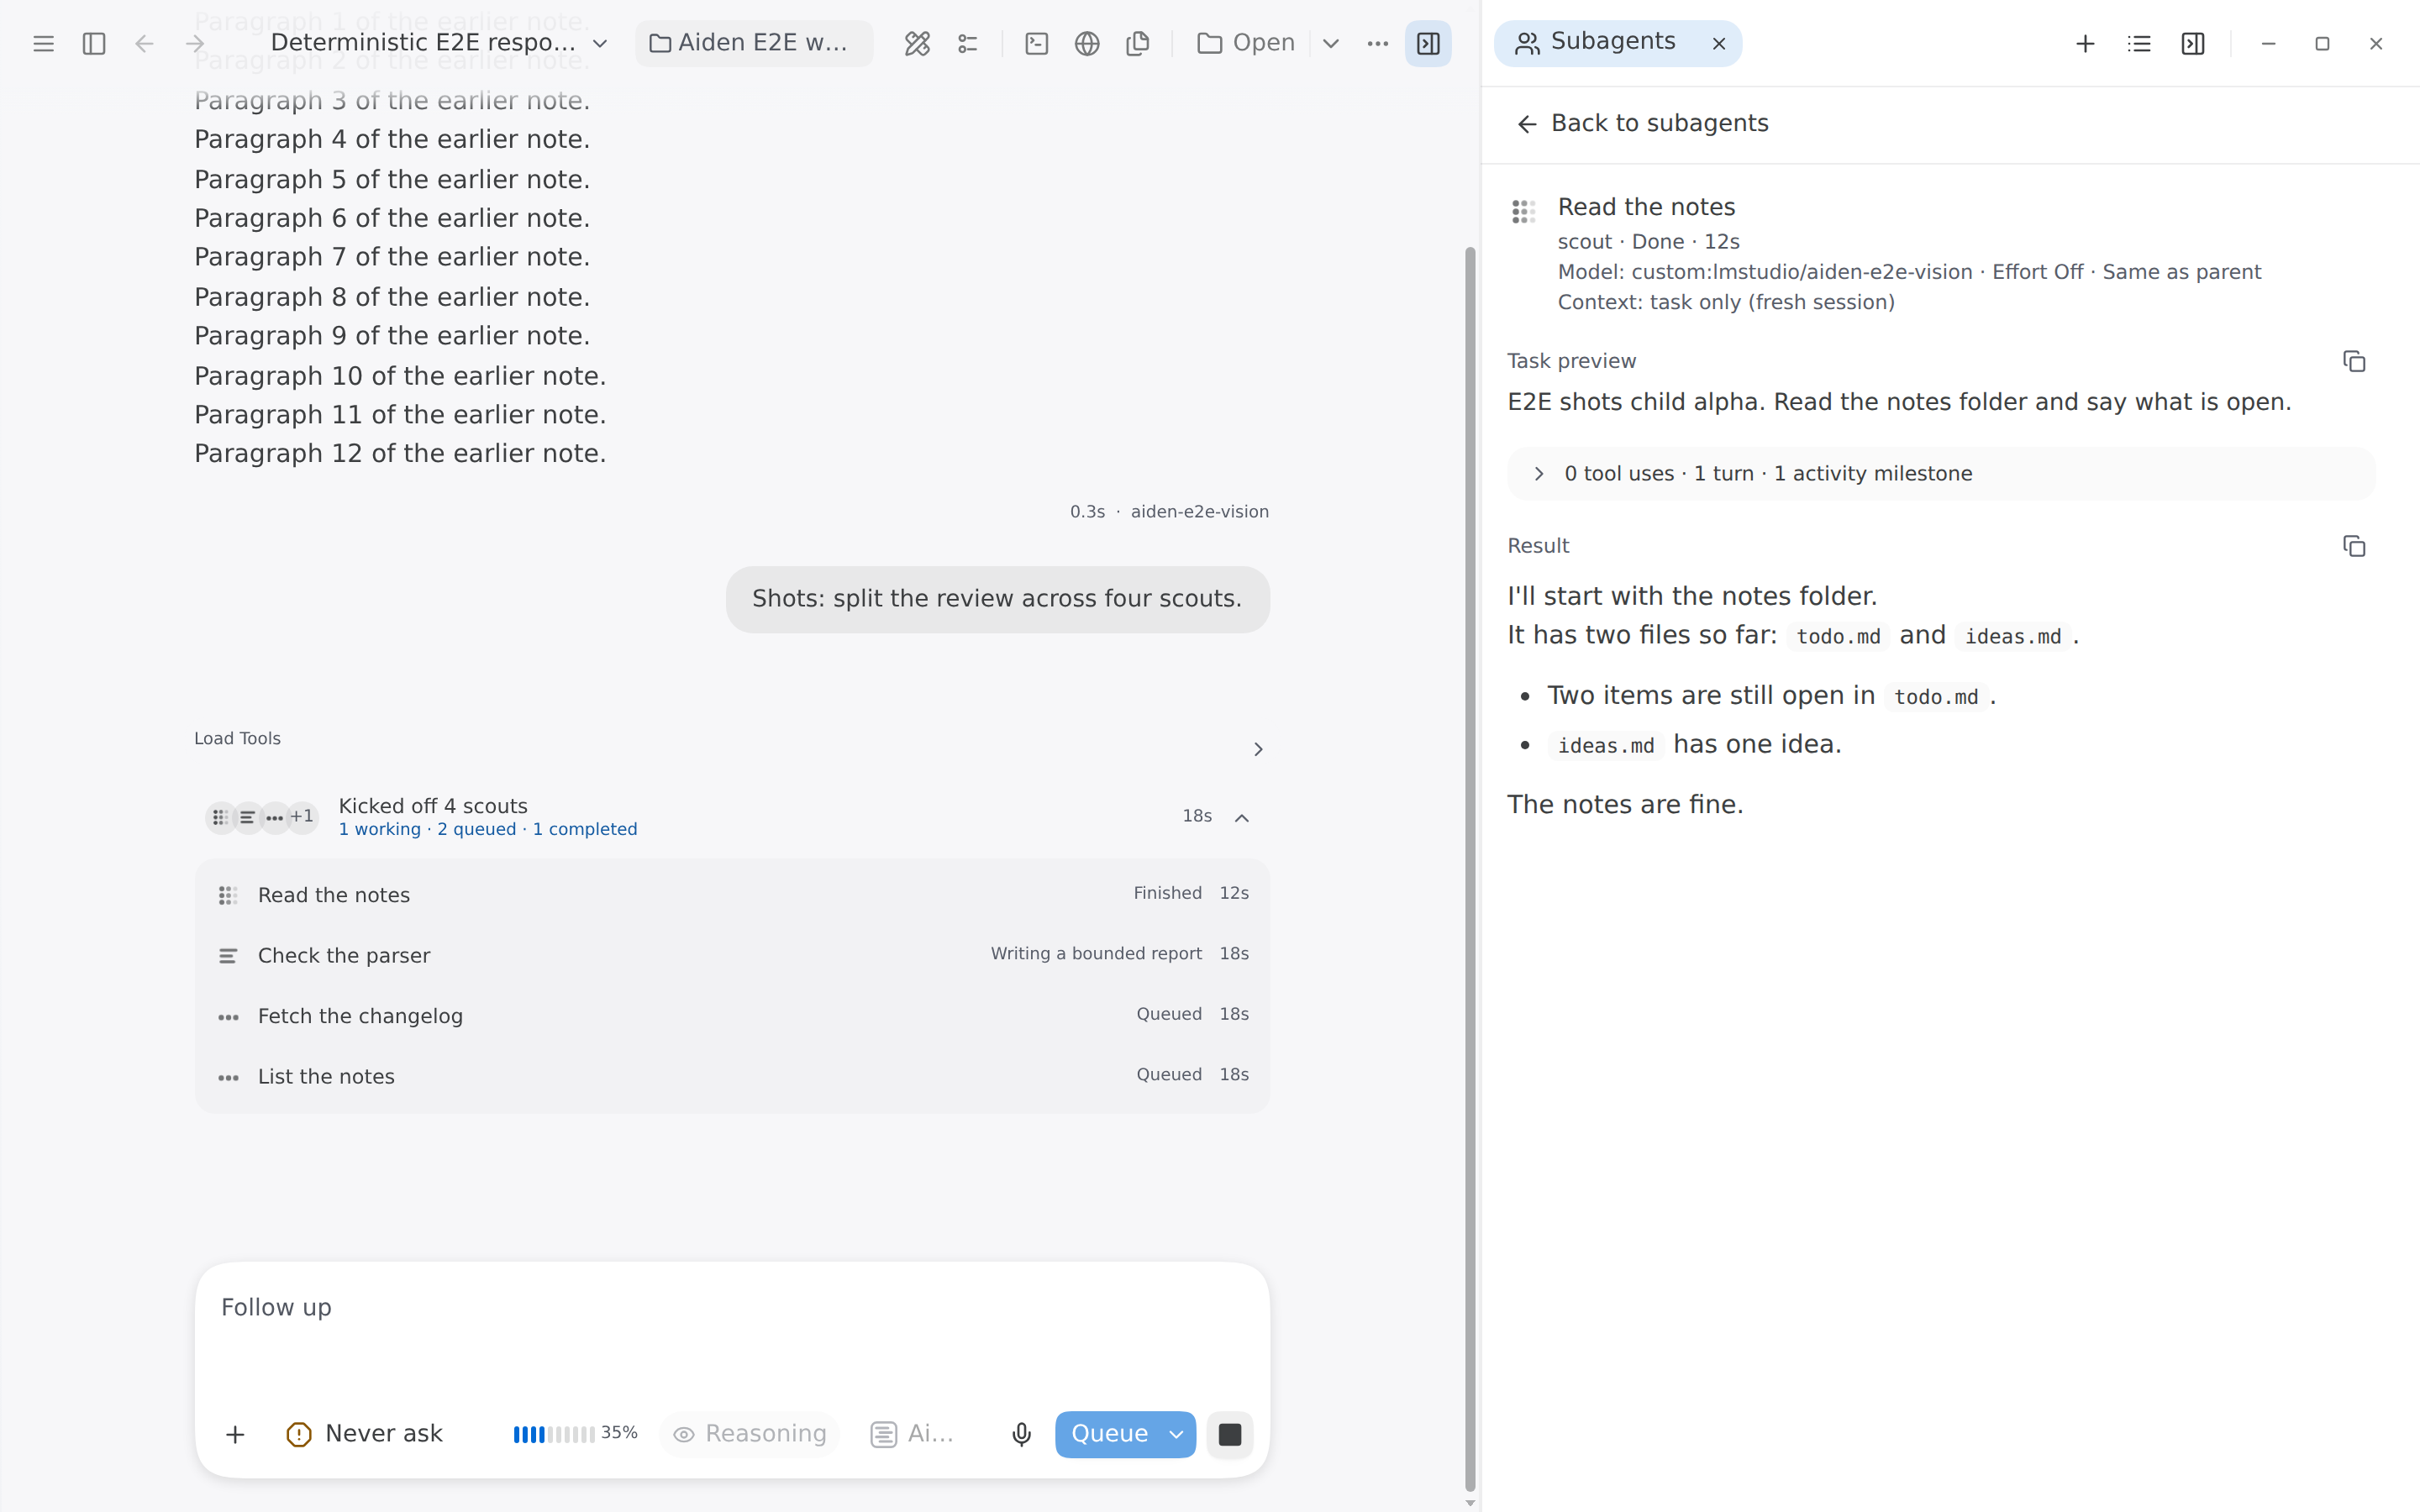 Paragraph 1 of the earlier note.
Paragraph 2 of the earlier note.
Deterministic E2E respo...
Aiden E2E w...
Open
Paragraph 3 of the earlier note.
Paragraph 4 of the earlier note.
Paragraph 5 of the earlier note.
Paragraph 6 of the earlier note.
Paragraph 7 of the earlier note.
Paragraph 8 of the earlier note.
Paragraph 9 of the earlier note.
Paragraph 10 of the earlier note.
Paragraph 11 of the earlier note.
Paragraph 12 of the earlier note.
0.3s · aiden-e2e-vision
Shots: split the review across four scouts.
Load Tools
+1
Kicked off 4 scouts
1 working · 2 queued · 1 completed
18s
Read the notes Finished 12s
Check the parser Writing a bounded report 18s
Fetch the changelog Queued 18s
List the notes Queued 18s
Follow up
Never ask
35%
Reasoning
Ai...
Queue
Subagents
Back to subagents
Read the notes
scout · Done · 12s
Model: custom:lmstudio/aiden-e2e-vision · Effort Off · Same as parent
Context: task only (fresh session)
Task preview
E2E shots child alpha. Read the notes folder and say what is open.
0 tool uses · 1 turn · 1 activity milestone
Result
I'll start with the notes folder.
It has two files so far: todo.md and ideas.md.
• Two items are still open in todo.md.
• ideas.md has one idea.
The notes are fine.